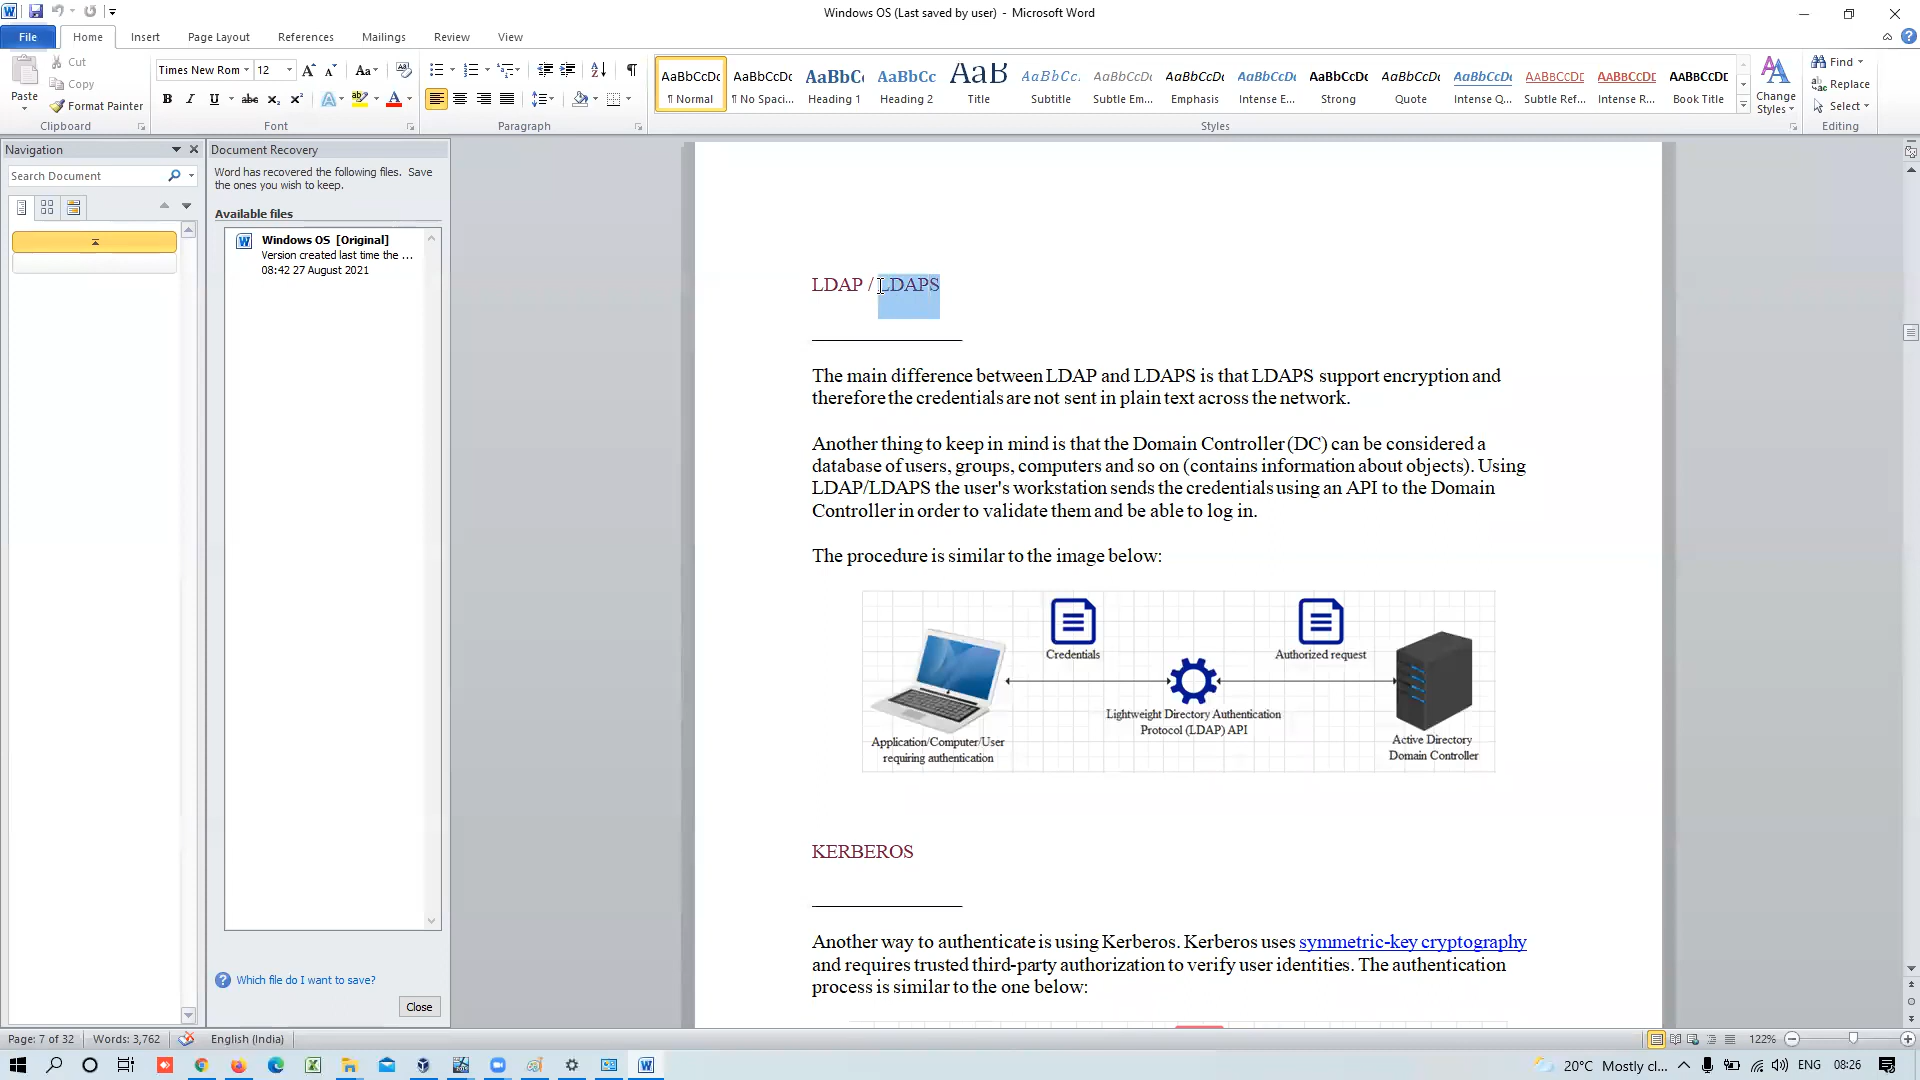 Windows OS (Last saved by user) - Microsoft Word
File Home Insert Page Layout References Mailings Review View
Paste
Cut
Copy
Format Painter
Clipboard
Times New Rom 12
Font
Paragraph
AaBbCcDc AaBbCcDc AaBbCc AaBbCc AaB AaBbCc. AaBbCcDc AaBbCcDc AaBbCcDc AaBbCcDc AaBbCcDc AaBbCcDc AABBCCDC AABBCCDC AABBCCDC
¶ Normal ¶ No Spaci... Heading 1 Heading 2 Title Subtitle Subtle Em... Emphasis Intense E... Strong Quote Intense Q... Subtle Ref... Intense R... Book Title
Change
Styles
Styles
Find
Replace
Select
Editing
Navigation
Search Document
Document Recovery
Word has recovered the following files. Save
the ones you wish to keep.
Available files
Windows OS [Original]
Version created last time the ...
08:42 27 August 2021
Which file do I want to save?
Close
LDAP / LDAPS
The main difference between LDAP and LDAPS is that LDAPS support encryption and
therefore the credentials are not sent in plain text across the network.
Another thing to keep in mind is that the Domain Controller (DC) can be considered a
database of users, groups, computers and so on (contains information about objects). Using
LDAP/LDAPS the user's workstation sends the credentials using an API to the Domain
Controller in order to validate them and be able to log in.
The procedure is similar to the image below:
Credentials
Authorized request
Lightweight Directory Authentication
Protocol (LDAP) API
Application/Computer/User
requiring authentication
Active Directory
Domain Controller
KERBEROS
Another way to authenticate is using Kerberos. Kerberos uses symmetric-key cryptography
and requires trusted third-party authorization to verify user identities. The authentication
process is similar to the one below:
Page: 7 of 32 Words: 3,762 English (India) 122%
20°C Mostly cl... ENG 08:26